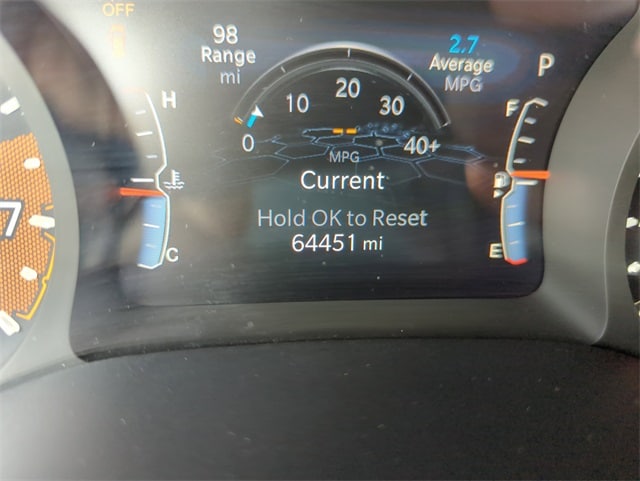 OFF
98
Range
mi
2.7
Average
MPG
P
H
C
0 10 20 30 40+
MPG
Current
Hold OK to Reset
64451 mi
F
E
7